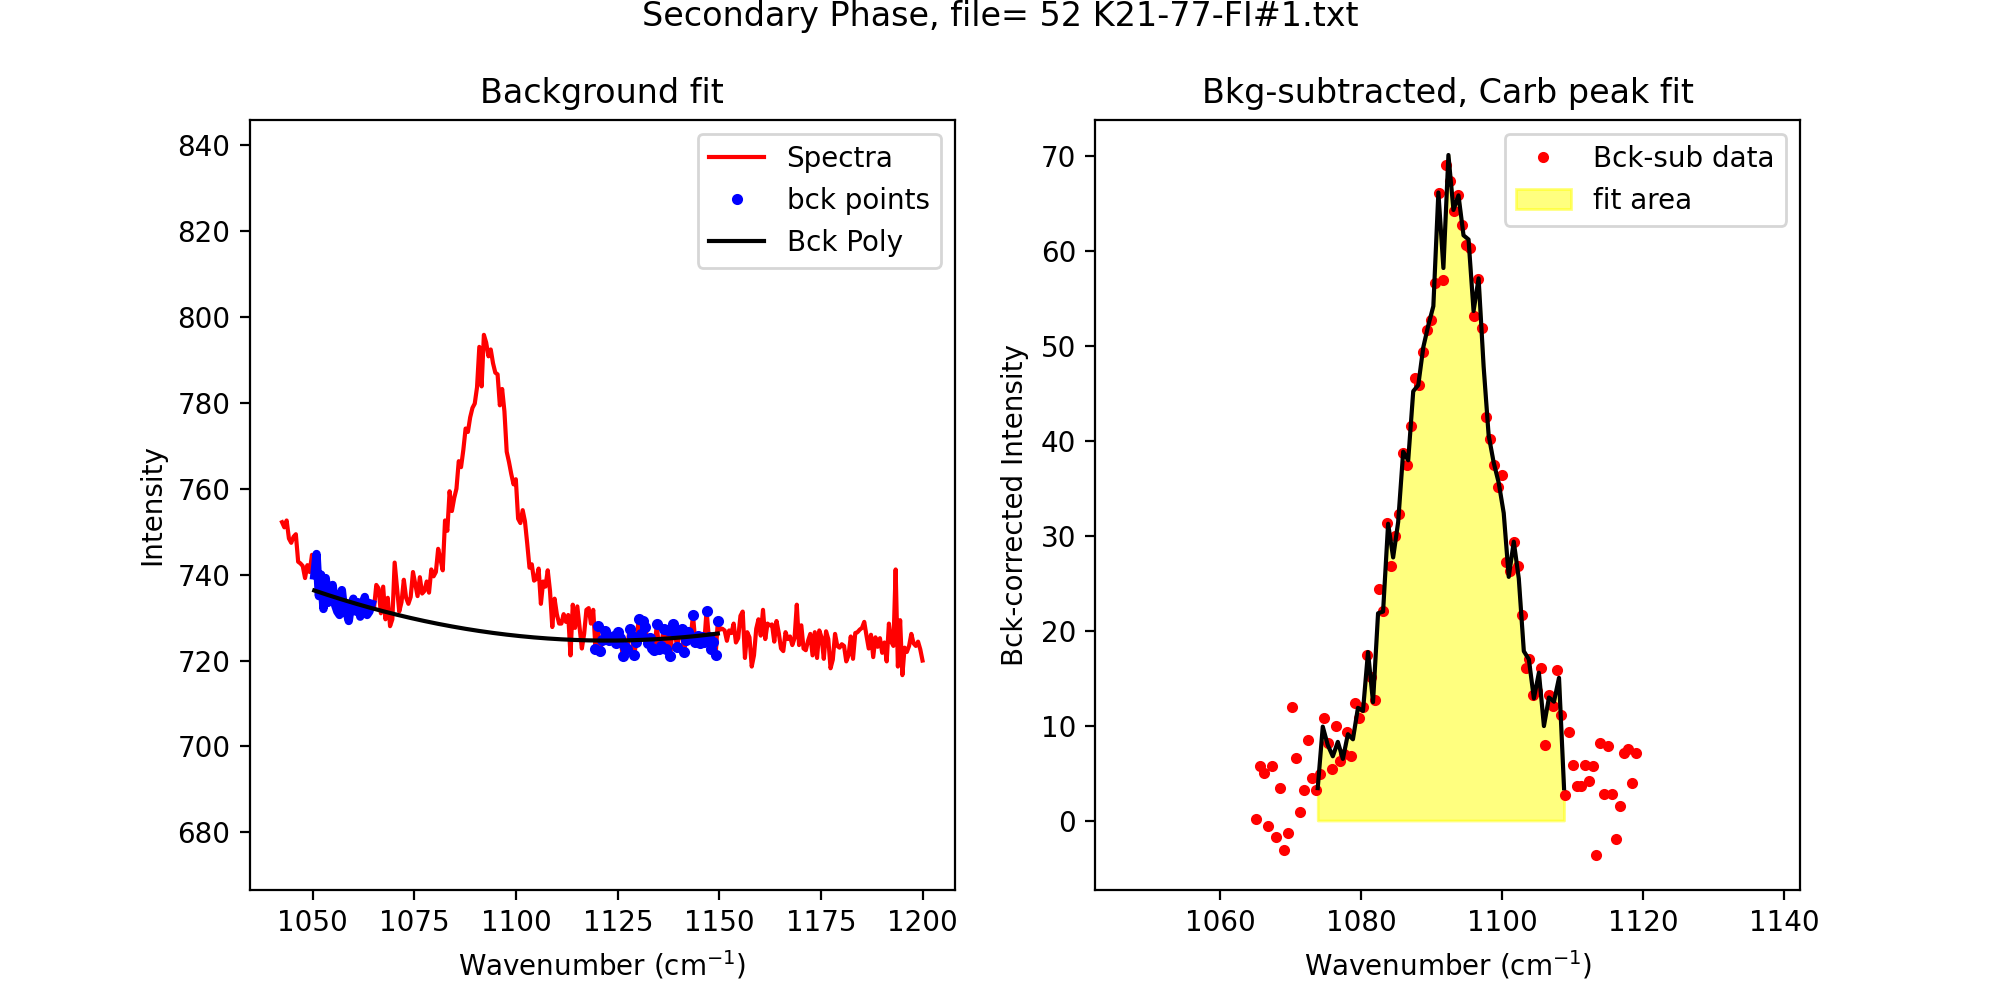 Secondary Phase, file= 52 K21-77-FI#1.txt
Background fit
840
820
800
780
760
740
720
700
680
Intensity
Spectra
bck points
Bck Poly
1050 1075 1100 1125 1150 1175 1200
Wavenumber (cm⁻¹)
Bkg-subtracted, Carb peak fit
70
60
50
40
30
20
10
0
Bck-corrected Intensity
Bck-sub data
fit area
1060 1080 1100 1120 1140
Wavenumber (cm⁻¹)